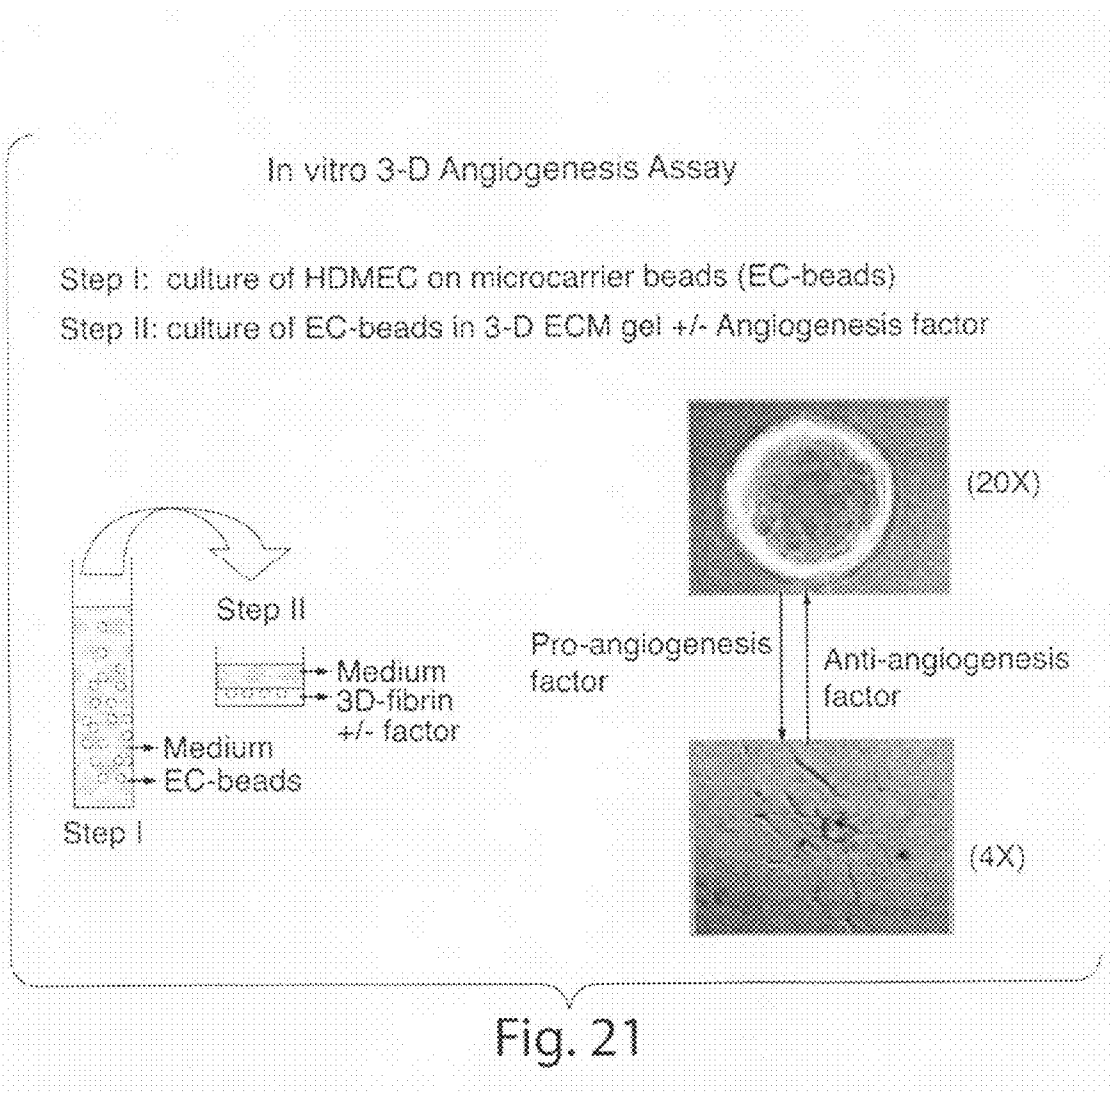 In vitro 3-D Angiogenesis Assay
Step I: culture of HDMEC on microcarrier beads (EC-beads)
Step II: culture of EC-beads in 3-D ECM gel +/- Angiogenesis factor
(20X)
Step II
Medium
3D-fibrin
+/- factor
Medium
EC-beads
Step I
Pro-angiogenesis
factor
Anti-angiogenesis
factor
(4X)
Fig. 21